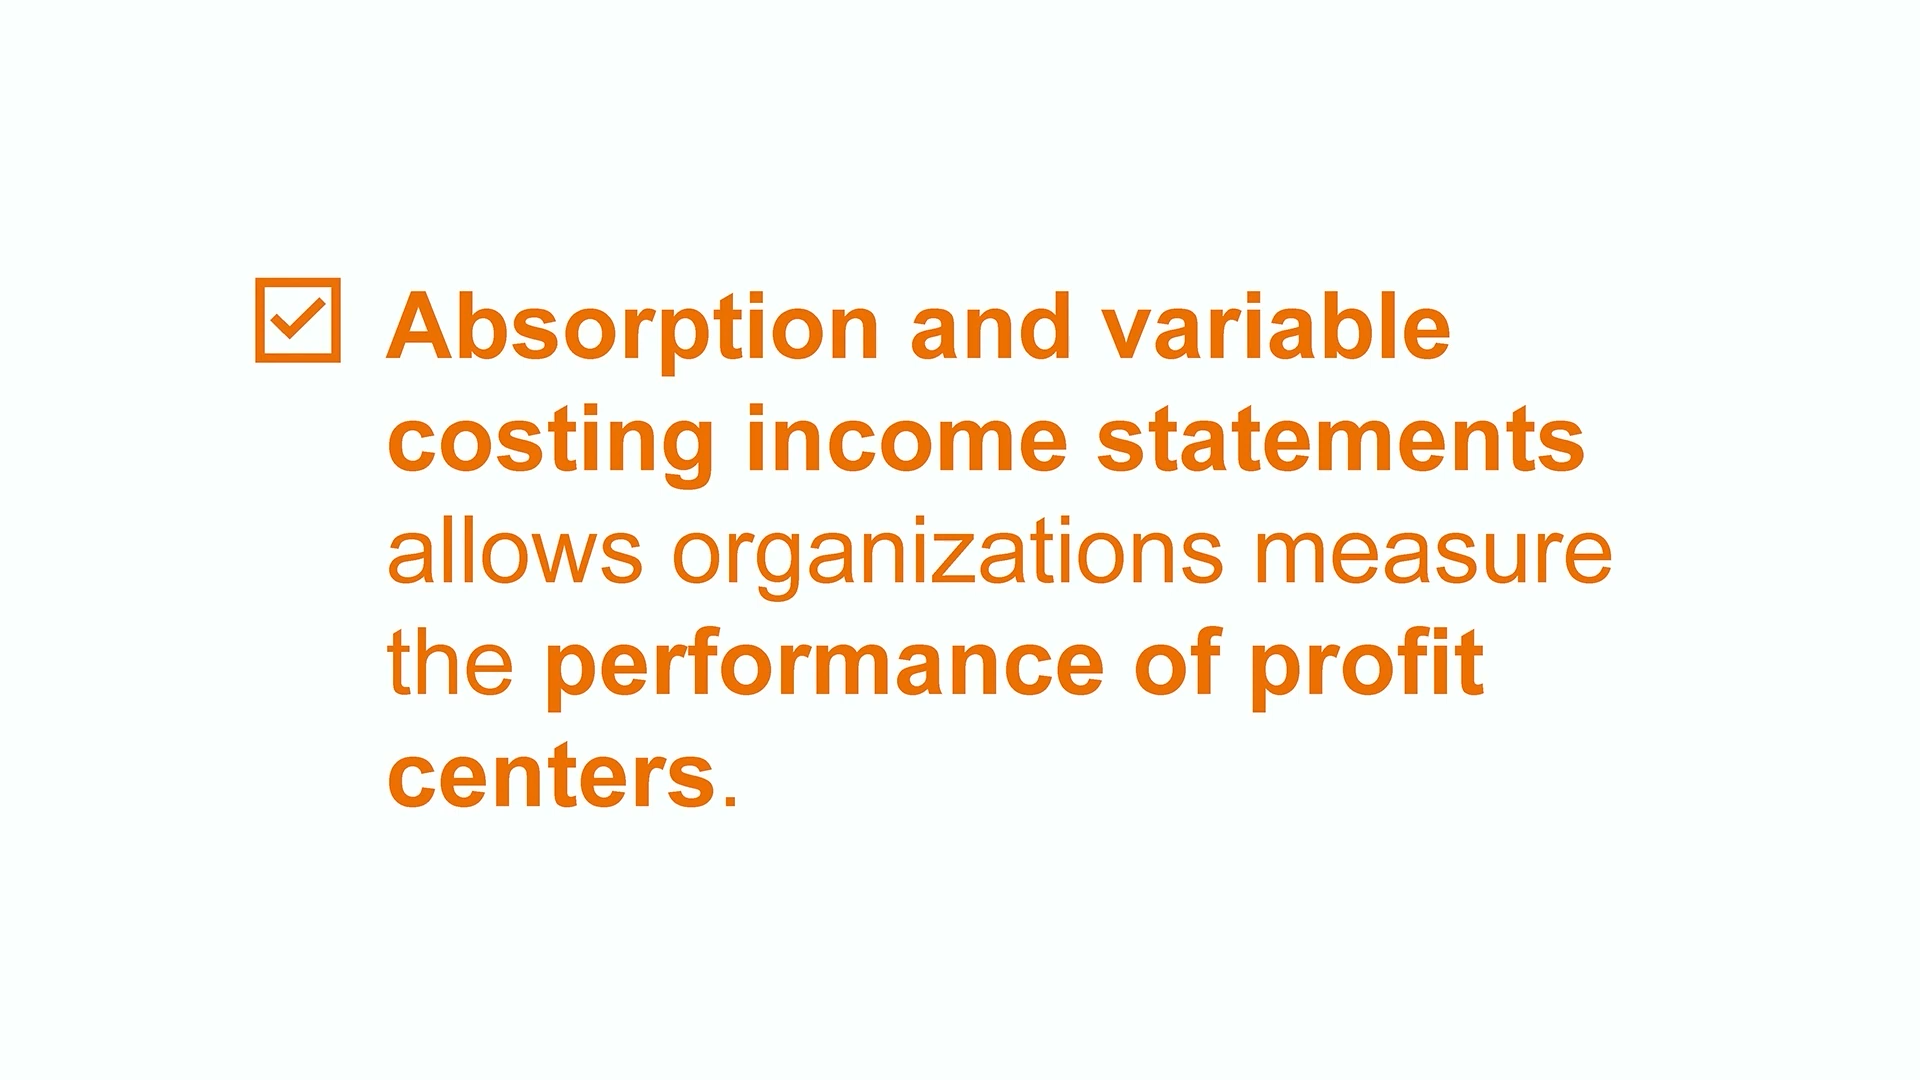 Absorption and variable
costing income statements
allows organizations measure
the performance of profit
centers.